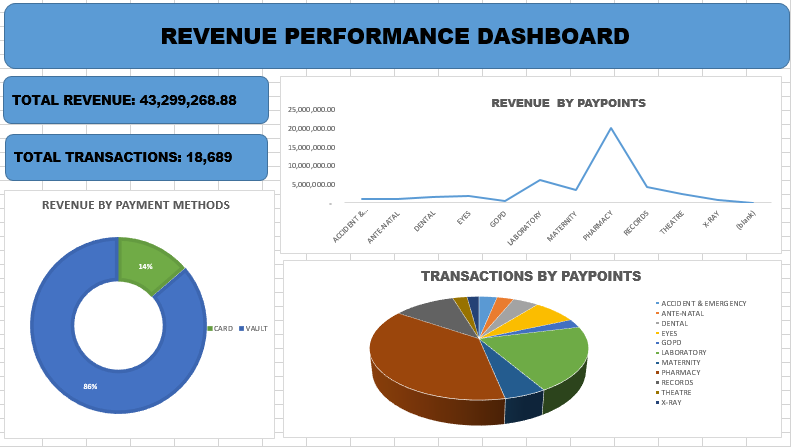 REVENUE PERFORMANCE DASHBOARD
TOTAL REVENUE: 43,299,268.88
TOTAL TRANSACTIONS: 18,689
REVENUE BY PAYPOINTS
25,000,000.00
20,000,000.00
15,000,000.00
10,000,000.00
5,000,000.00
-
ACCIDENT &...
ANTE-NATAL
DENTAL
EYES
GOPD
LABORATORY
MATERNITY
PHARMACY
RECORDS
THEATRE
X-RAY
(blank)
REVENUE BY PAYMENT METHODS
14%
86%
CARD
VAULT
TRANSACTIONS BY PAYPOINTS
ACCIDENT & EMERGENCY
ANTE-NATAL
DENTAL
EYES
GOPD
LABORATORY
MATERNITY
PHARMACY
RECORDS
THEATRE
X-RAY